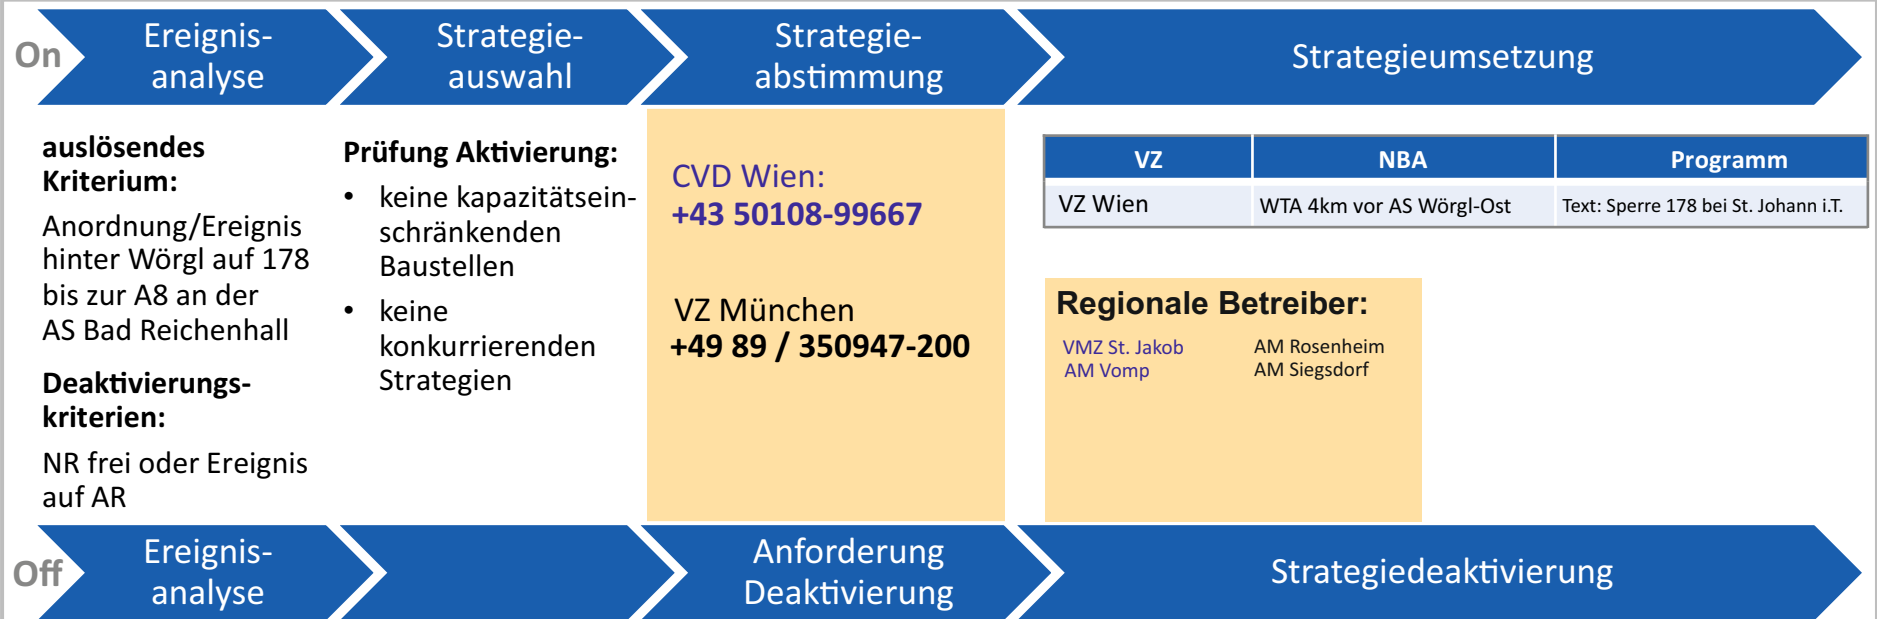 On
Ereignis-
analyse
Strategie-
auswahl
Strategie-
abstimmung
Strategieumsetzung
auslösendes
Kriterium:
Anordnung/Ereignis
hinter Wörgl auf 178
bis zur A8 an der
AS Bad Reichenhall
Deaktivierungs-
kriterien:
NR frei oder Ereignis
auf AR
Prüfung Aktivierung:
• keine kapazitätsein-
schränkenden
Baustellen
• keine
konkurrierenden
Strategien
CVD Wien:
+43 50108-99667
VZ München
+49 89 / 350947-200
VZ NBA Programm
VZ Wien WTA 4km vor AS Wörgl-Ost Text: Sperre 178 bei St. Johann i.T.
Regionale Betreiber:
VMZ St. Jakob AM Rosenheim
AM Vomp AM Siegsdorf
Off
Ereignis-
analyse
Anforderung
Deaktivierung
Strategiedeaktivierung